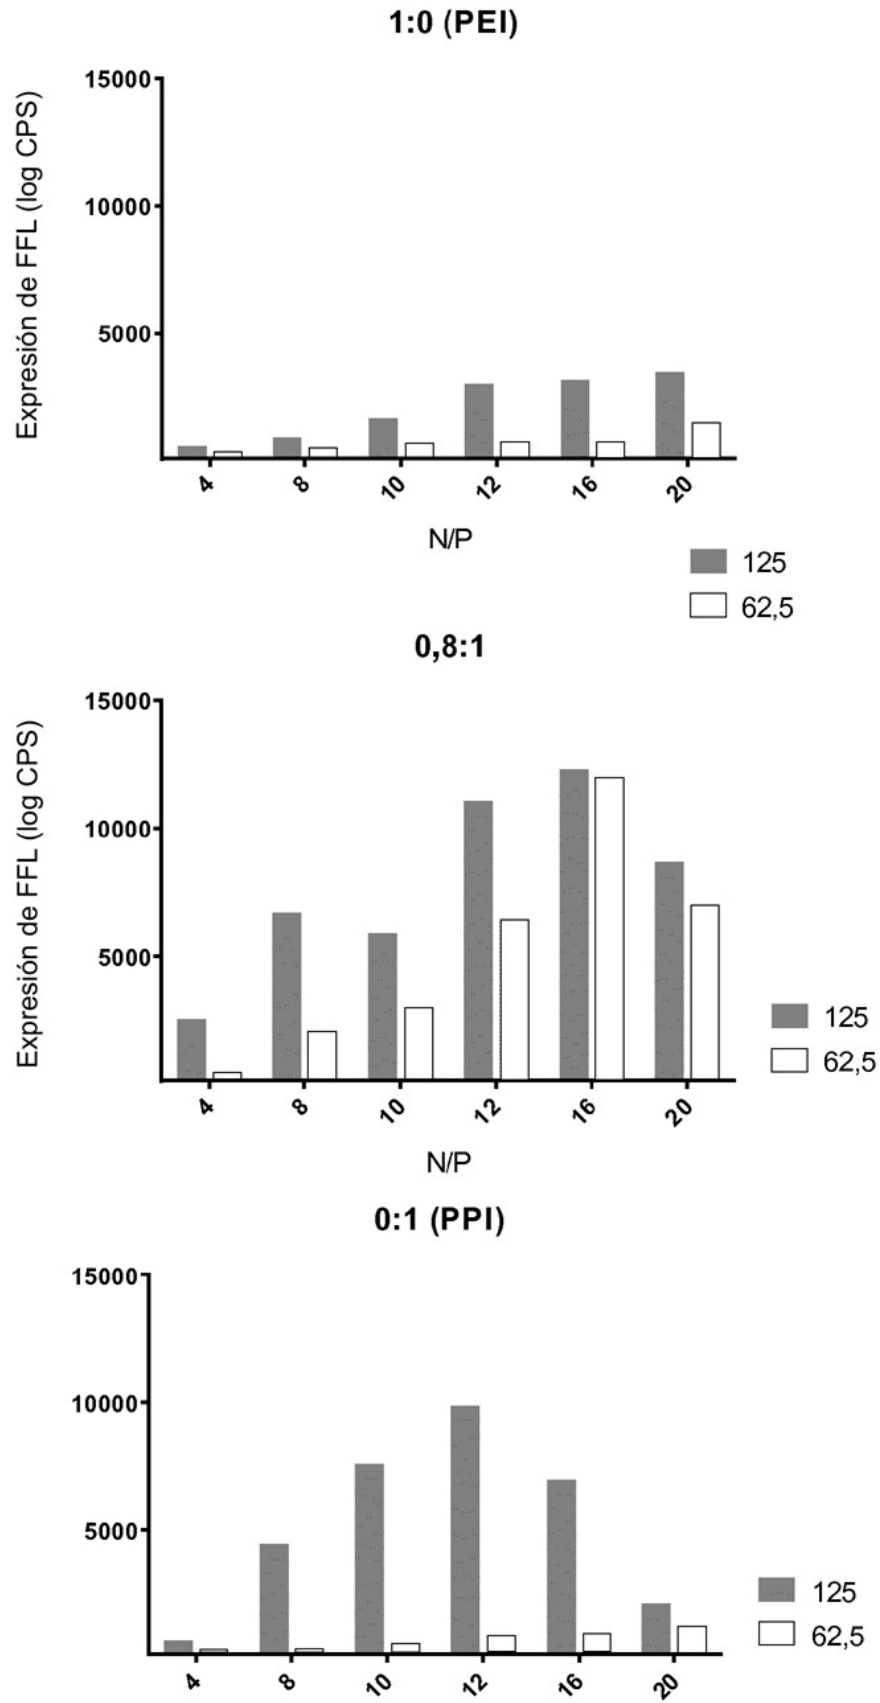 1:0 (PEI)
Expresión de FFL (log CPS)
15000
10000
5000
4 8 10 12 16 20
N/P
125
62,5
0,8:1
Expresión de FFL (log CPS)
15000
10000
5000
4 8 10 12 16 20
N/P
125
62,5
0:1 (PPI)
15000
10000
5000
4 8 10 12 16 20
125
62,5